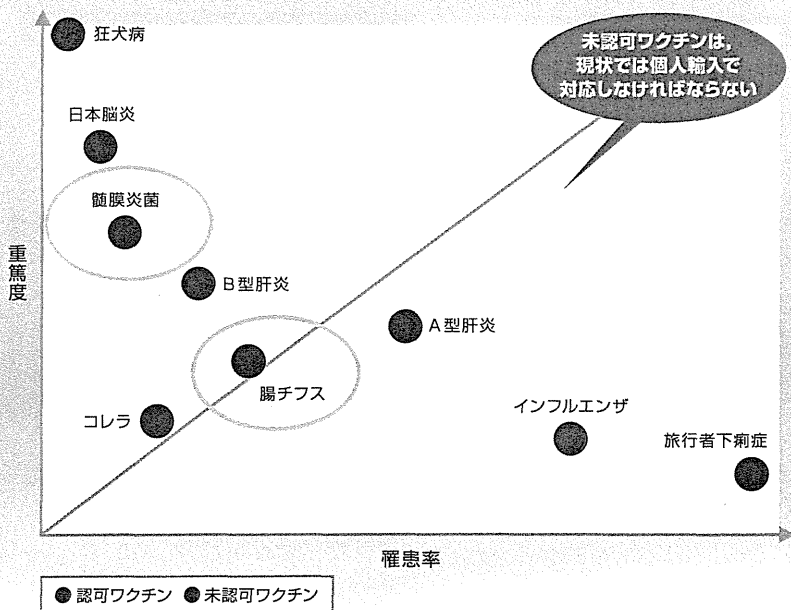 狂犬病
未認可ワクチンは,
現状では個人輸入で
対応しなければならない
日本脳炎
髄膜炎菌
重篤度
B型肝炎
A型肝炎
腸チフス
コレラ
インフルエンザ
旅行者下痢症
罹患率
認可ワクチン 未認可ワクチン